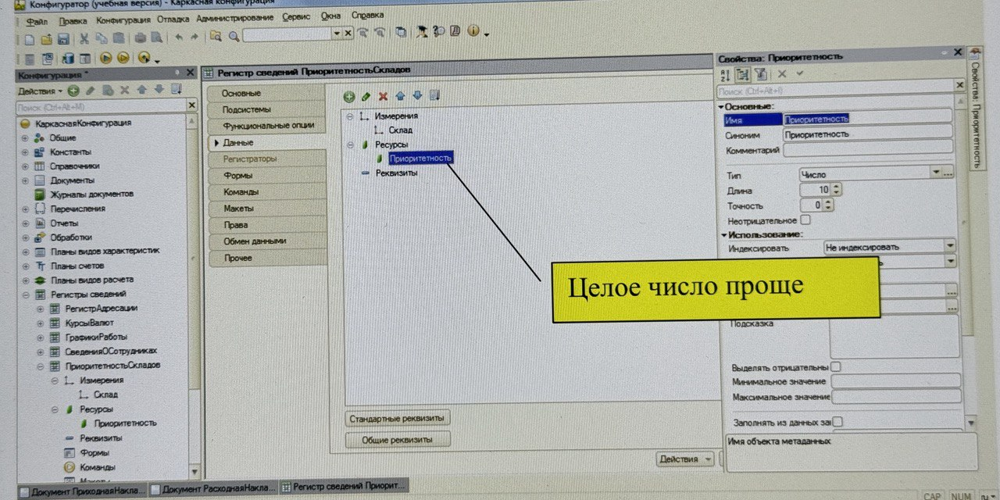 Конфигуратор (учебная версия) - Каркасная конфигурация
Файл Правка Конфигурация Отладка Администрирование Сервис Окна Справка
Конфигурация *
Действия
Поиск (Ctrl+Alt+M)
КаркаснаяКонфигурация
Общие
Константы
Справочники
Документы
Журналы документов
Перечисления
Отчеты
Обработки
Планы видов характеристик
Планы счетов
Планы видов расчета
Регистры сведений
РегистрАдресации
КурсыВалют
ГрафикиРаботы
СведенияОСотрудниках
ПриоритетностьСкладов
Измерения
Склад
Ресурсы
Приоритетность
Реквизиты
Формы
Команды
Макеты
Регистр сведений ПриоритетностьСкладов
Основные
Подсистемы
Функциональные опции
Данные
Регистраторы
Формы
Команды
Макеты
Права
Обмен данными
Прочее
Измерения
Склад
Ресурсы
Приоритетность
Реквизиты
Стандартные реквизиты
Общие реквизиты
Действия
Целое число проще
Свойства: Приоритетность
Поиск (Ctrl+Alt+I)
Основные:
Имя Приоритетность
Синоним Приоритетность
Комментарий
Тип Число
Длина 10
Точность 0
Неотрицательное
Использование:
Индексировать Не индексировать
Подсказка
Выделять отрицательны
Минимальное значение
Максимальное значение
Заполнять из данных за
Имя объекта метаданных
Свойства: Приоритетность
Документ ПриходнаяНакла... Документ РасходнаяНакла... Регистр сведений Приорит...
CAP NUM